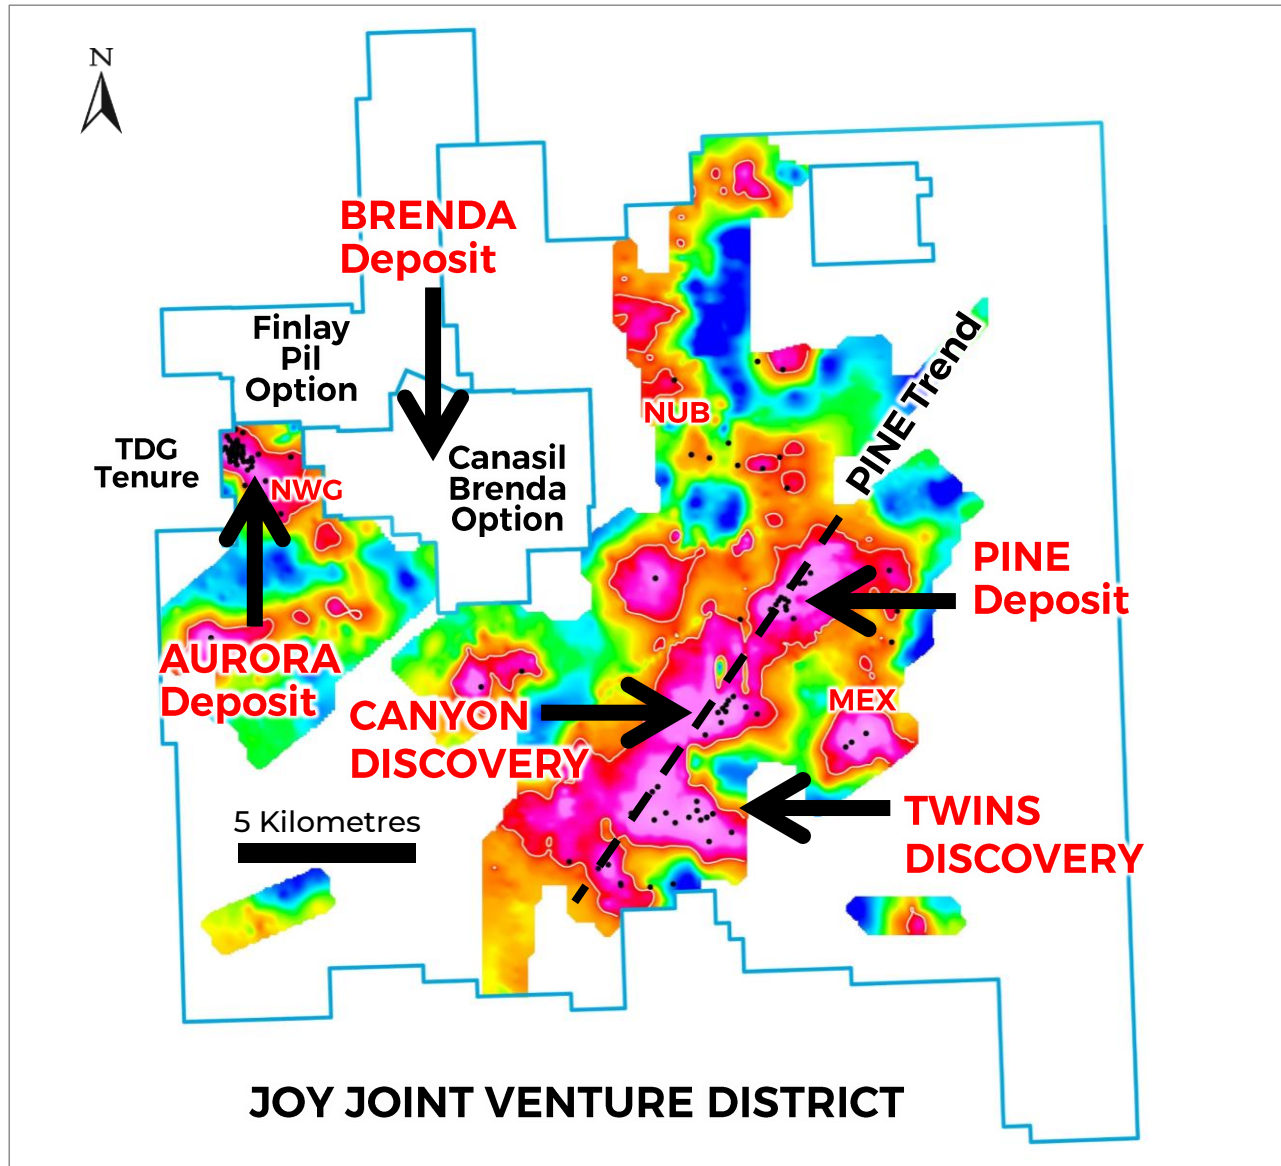 N
BRENDA
Deposit
Finlay
Pil
Option
PINE Trend
NUB
TDG
Tenure
NWG
Canasil
Brenda
Option
PINE
Deposit
AURORA
Deposit
CANYON
DISCOVERY
MEX
5 Kilometres
TWINS
DISCOVERY
JOY JOINT VENTURE DISTRICT